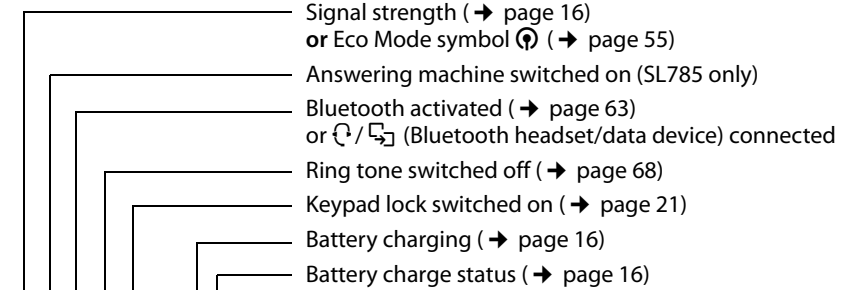 Signal strength ( ➔ page 16)
or Eco Mode symbol ( ➔ page 55)
Answering machine switched on (SL785 only)
Bluetooth activated ( ➔ page 63)
or / (Bluetooth headset/data device) connected
Ring tone switched off ( ➔ page 68)
Keypad lock switched on ( ➔ page 21)
Battery charging ( ➔ page 16)
Battery charge status ( ➔ page 16)